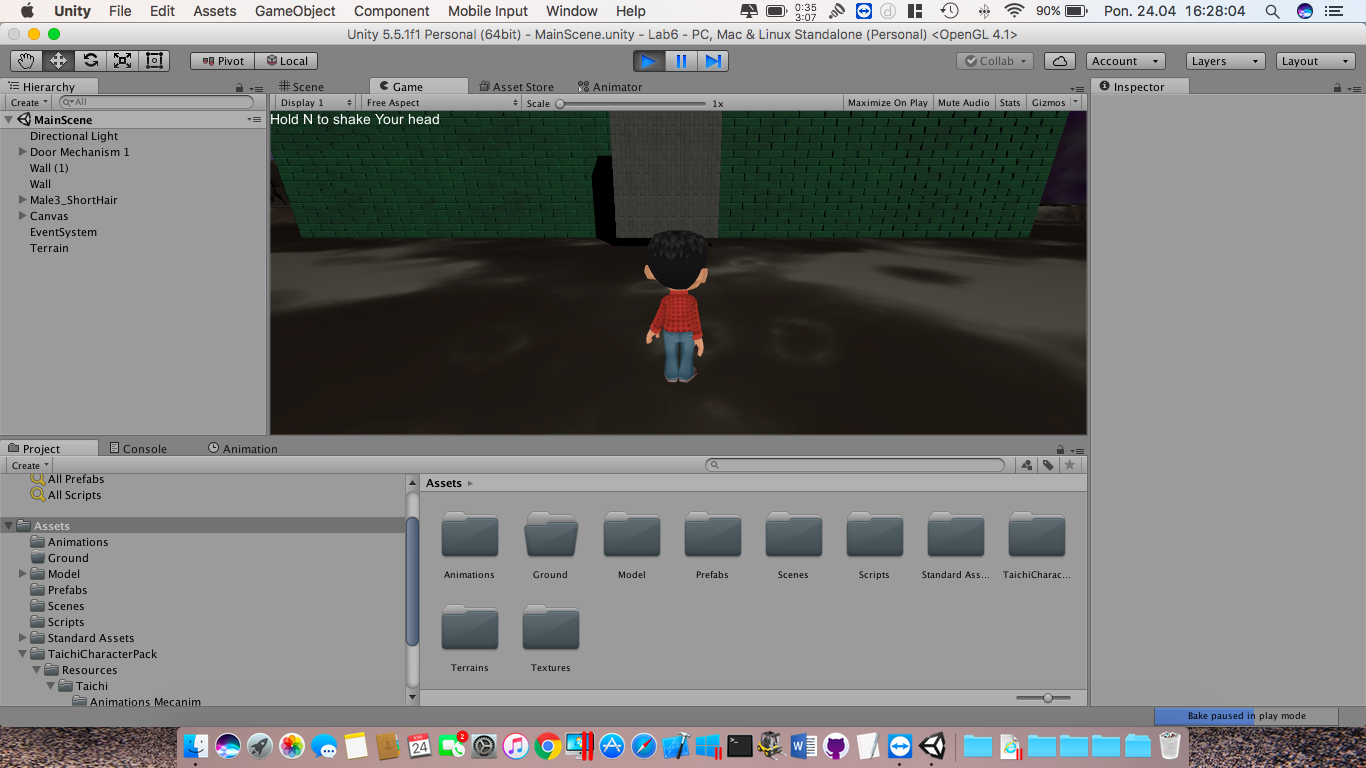 Unity File Edit Assets GameObject Component Mobile Input Window Help 0:35 3:07 90% Pon. 24.04 16:28:04
Unity 5.5.1f1 Personal (64bit) - MainScene.unity - Lab6 - PC, Mac & Linux Standalone (Personal) <OpenGL 4.1>
Pivot Local Collab Account Layers Layout
Hierarchy Scene Game Asset Store Animator Inspector
Create All Display 1 Free Aspect Scale 1x Maximize On Play Mute Audio Stats Gizmos
MainScene
Directional Light
Door Mechanism 1
Wall (1)
Wall
Male3_ShortHair
Canvas
EventSystem
Terrain
Hold N to shake Your head
Project Console Animation
Create
All Prefabs
All Scripts
Assets
Animations
Ground
Model
Prefabs
Scenes
Scripts
Standard Assets
TaichiCharacterPack
Resources
Taichi
Animations Mecanim
Assets
Animations Ground Model Prefabs Scenes Scripts Standard Ass... TaichiCharac...
Terrains Textures
Bake paused in play mode
24
2